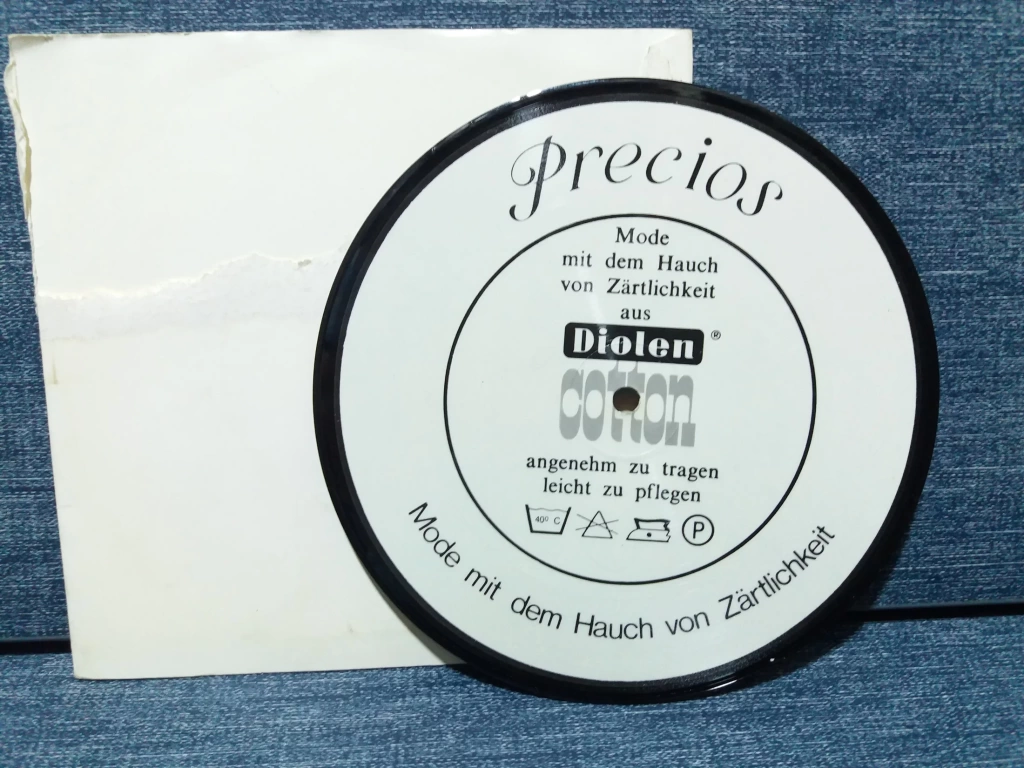 Precios
Mode
mit dem Hauch
von Zärtlichkeit
aus
Diolen®
cotton
angenehm zu tragen
leicht zu pflegen
40° C P
Mode mit dem Hauch von Zärtlichkeit